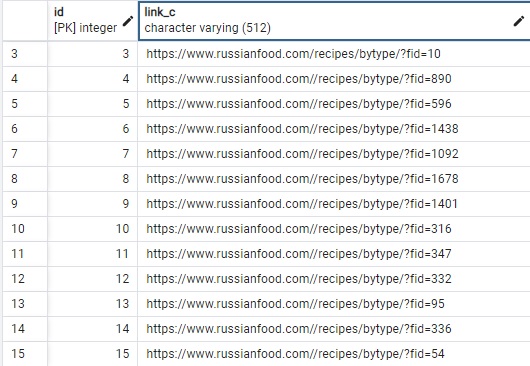 id link_c
[PK] integer character varying (512)
3 3 https://www.russianfood.com/recipes/bytype/?fid=10
4 4 https://www.russianfood.com//recipes/bytype/?fid=890
5 5 https://www.russianfood.com//recipes/bytype/?fid=596
6 6 https://www.russianfood.com//recipes/bytype/?fid=1438
7 7 https://www.russianfood.com//recipes/bytype/?fid=1092
8 8 https://www.russianfood.com//recipes/bytype/?fid=1678
9 9 https://www.russianfood.com//recipes/bytype/?fid=1401
10 10 https://www.russianfood.com//recipes/bytype/?fid=316
11 11 https://www.russianfood.com//recipes/bytype/?fid=347
12 12 https://www.russianfood.com//recipes/bytype/?fid=332
13 13 https://www.russianfood.com//recipes/bytype/?fid=95
14 14 https://www.russianfood.com//recipes/bytype/?fid=336
15 15 https://www.russianfood.com//recipes/bytype/?fid=54